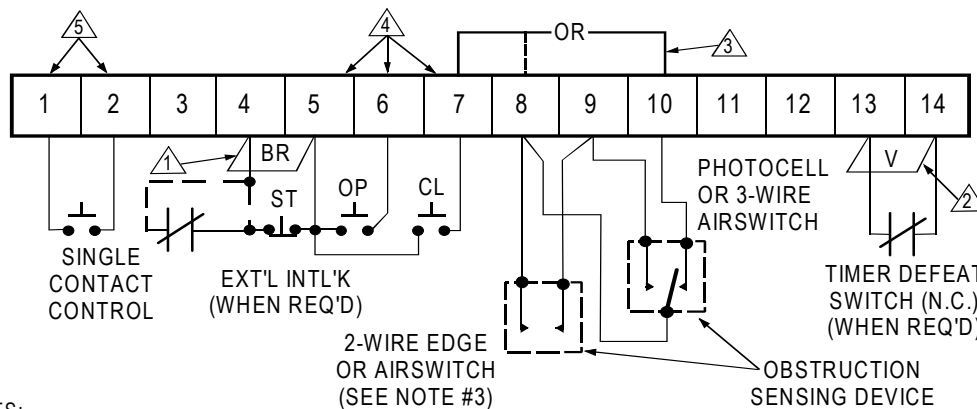 5
4
OR
3
1 2 3 4 5 6 7 8 9 10 11 12 13 14
1
BR
V
2
ST
OP
CL
SINGLE
CONTACT
CONTROL
EXT'L INTL'K
(WHEN REQ'D)
PHOTOCELL
OR 3-WIRE
AIRSWITCH
2-WIRE EDGE
OR AIRSWITCH
(SEE NOTE #3)
TIMER DEFEAT
SWITCH (N.C.)
(WHEN REQ'D)
OBSTRUCTION
SENSING DEVICE